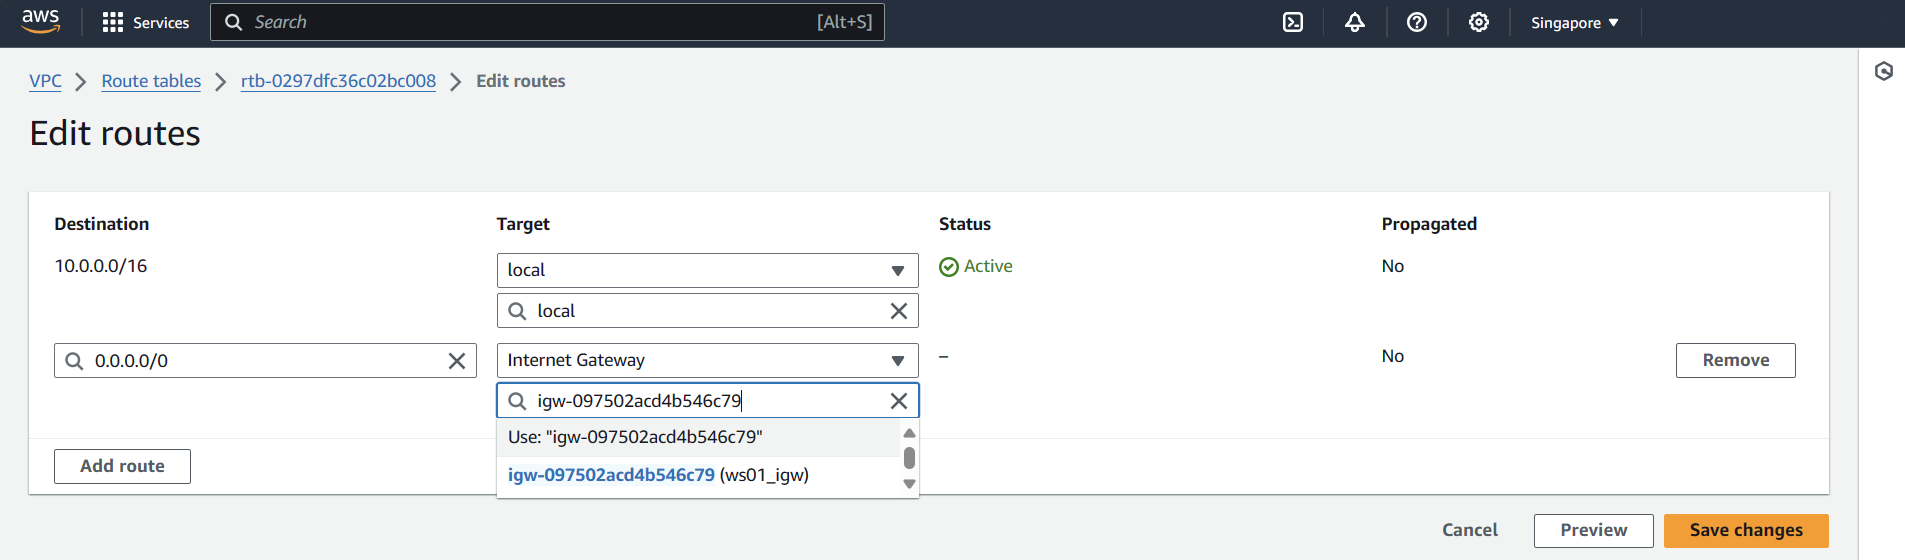 aws
Services
Search [Alt+S]
Singapore
VPC Route tables rtb-0297dfc36c02bc008 Edit routes
Edit routes
Destination Target Status Propagated
10.0.0.0/16 local Active No
local
0.0.0.0/0 Internet Gateway – No Remove
igw-097502acd4b546c79
Use: "igw-097502acd4b546c79"
Add route
igw-097502acd4b546c79 (ws01_igw)
Cancel Preview Save changes